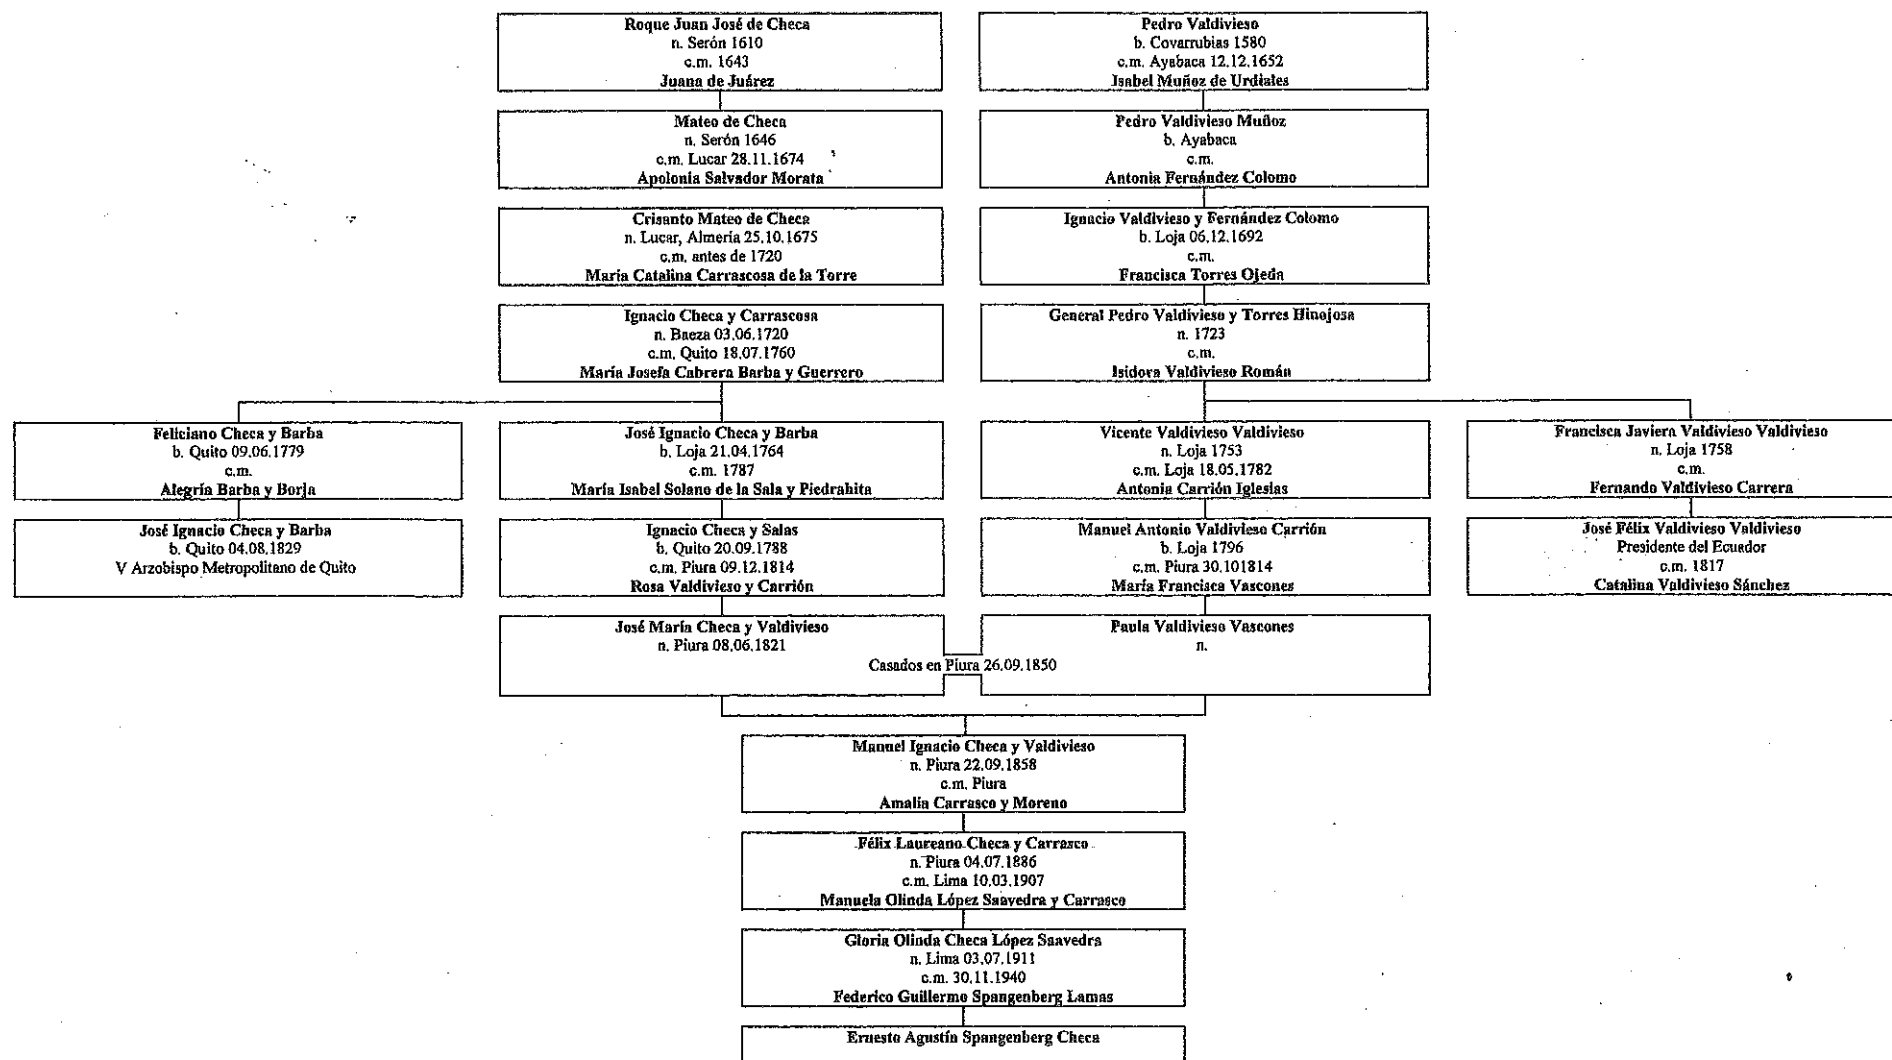 Roque Juan José de Checa
n. Serón 1610
c.m. 1643
Juana de Juárez
Pedro Valdivieso
b. Covarrubias 1580
c.m. Ayabaca 12.12.1652
Isabel Muñoz de Urdiales
Mateo de Checa
n. Serón 1646
c.m. Lucar 28.11.1674
Apolonia Salvador Morata
Pedro Valdivieso Muñoz
b. Ayabaca
c.m.
Antonia Fernández Colomo
Crisanto Mateo de Checa
n. Lucar, Almería 25.10.1675
c.m. antes de 1720
María Catalina Carrascosa de la Torre
Ignacio Valdivieso y Fernández Colomo
b. Loja 06.12.1692
c.m.
Francisca Torres Ojeda
Ignacio Checa y Carrascosa
n. Baeza 03.06.1720
c.m. Quito 18.07.1760
María Josefa Cabrera Barba y Guerrero
General Pedro Valdivieso y Torres Hinojosa
n. 1723
c.m.
Isidora Valdivieso Román
Feliciano Checa y Barba
b. Quito 09.06.1779
c.m.
Alegría Barba y Borja
José Ignacio Checa y Barba
b. Loja 21.04.1764
c.m. 1787
María Isabel Solano de la Sala y Piedrahita
Vicente Valdivieso Valdivieso
n. Loja 1753
c.m. Loja 18.05.1782
Antonia Carrión Iglesias
Francisca Javiera Valdivieso Valdivieso
n. Loja 1758
c.m.
Fernando Valdivieso Carrera
José Ignacio Checa y Barba
b. Quito 04.08.1829
V Arzobispo Metropolitano de Quito
Ignacio Checa y Salas
b. Quito 20.09.1788
c.m. Piura 09.12.1814
Rosa Valdivieso y Carrión
Manuel Antonio Valdivieso Carrión
b. Loja 1796
c.m. Piura 30.101814
María Francisca Vascones
José Félix Valdivieso Valdivieso
Presidente del Ecuador
c.m. 1817
Catalina Valdivieso Sánchez
José María Checa y Valdivieso
n. Piura 08.06.1821
Paula Valdivieso Vascones
n.
Casados en Piura 26.09.1850
Manuel Ignacio Checa y Valdivieso
n. Piura 22.09.1858
c.m. Piura
Amalia Carrasco y Moreno
Félix Laureano Checa y Carrasco
n. Piura 04.07.1886
c.m. Lima 10.03.1907
Manuela Olinda López Saavedra y Carrasco
Gloria Olinda Checa López Saavedra
n. Lima 03.07.1911
c.m. 30.11.1940
Federico Guillermo Spangenberg Lamas
Ernesto Agustín Spangenberg Checa